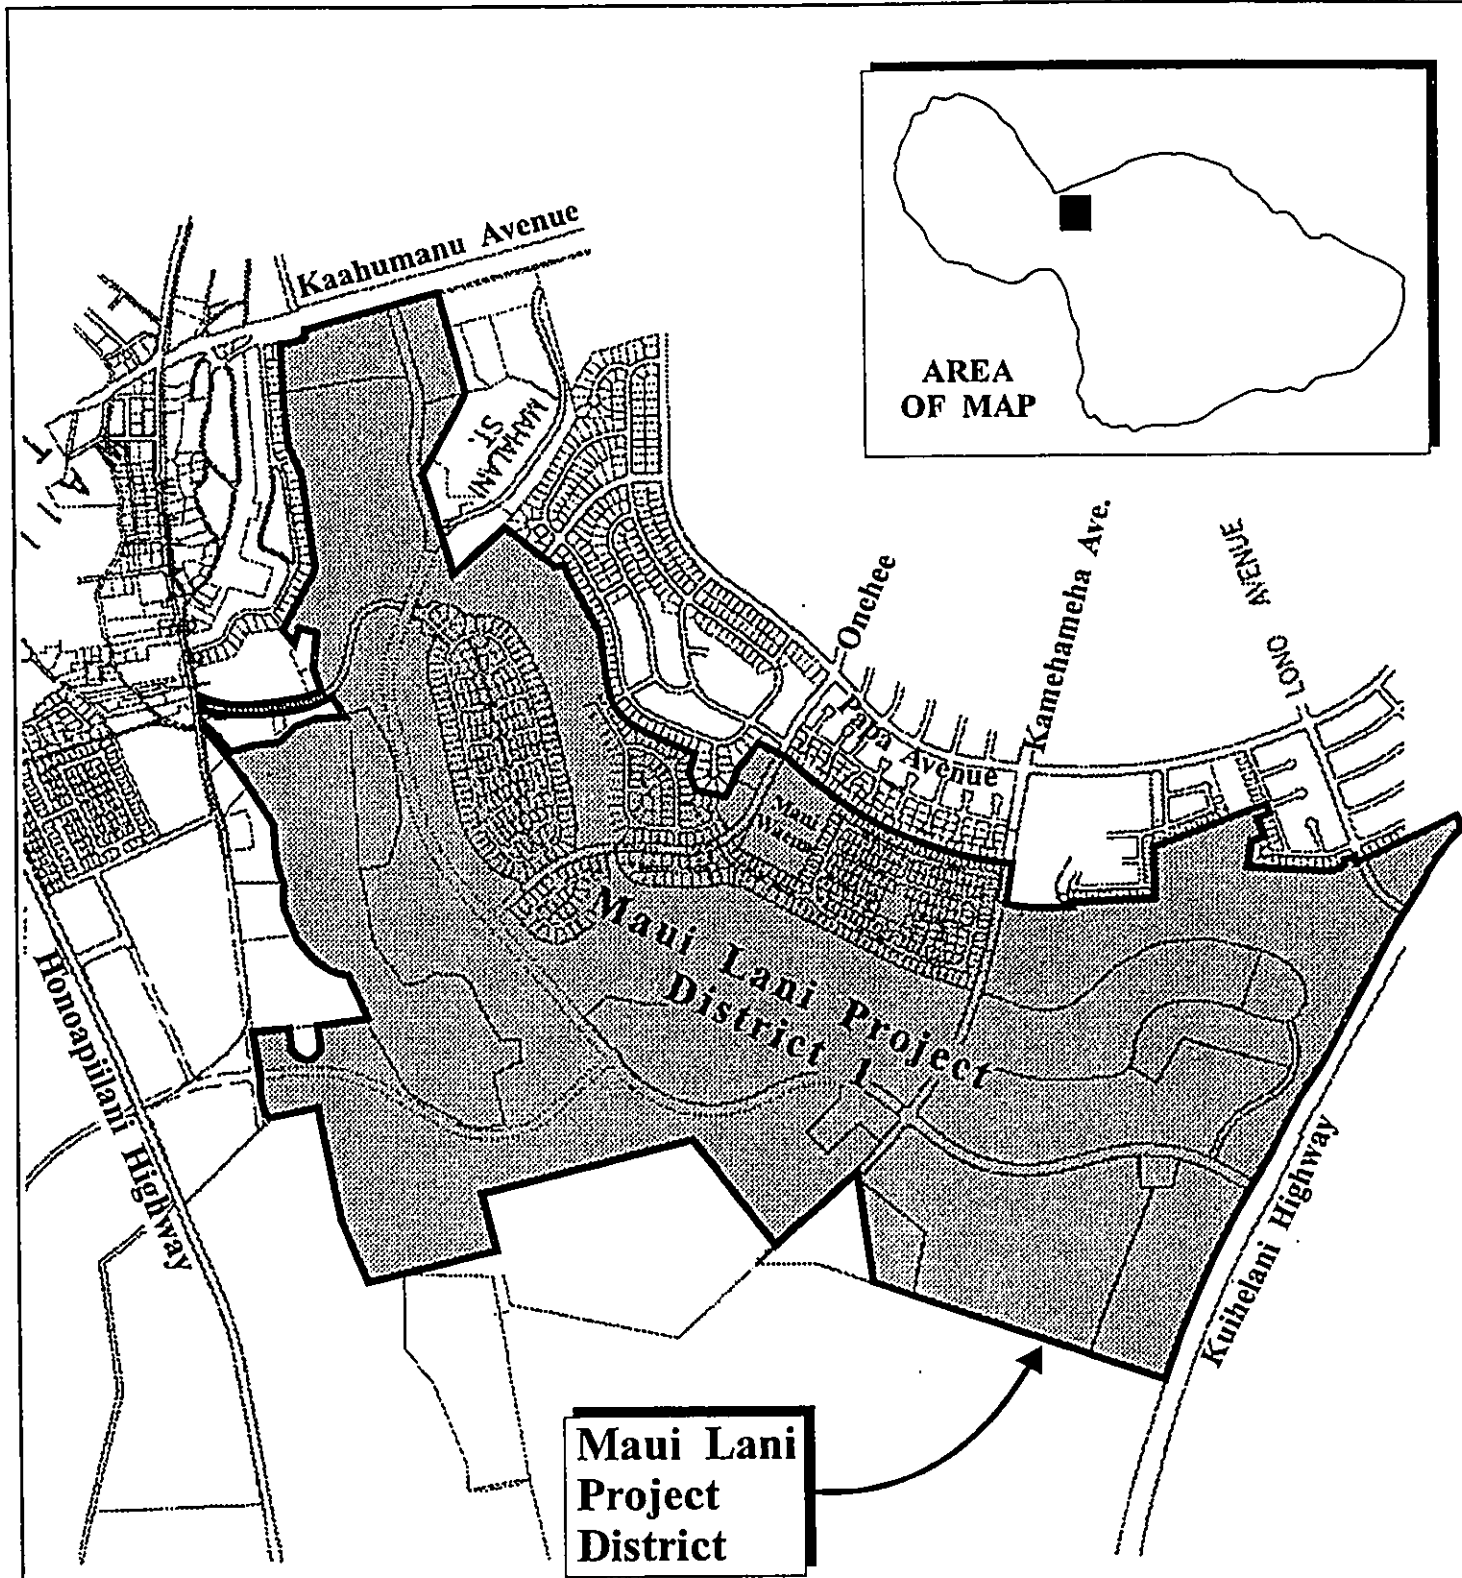 Kaahumanu Avenue
AREA
OF MAP
MAHALANI
ST.
Onehee
Kamehameha Ave.
LONO AVENUE
Papa Avenue
Maui
Maui Lani Project
District 1
Honoapiilani Highway
Kuihelani Highway
Maui Lani
Project
District